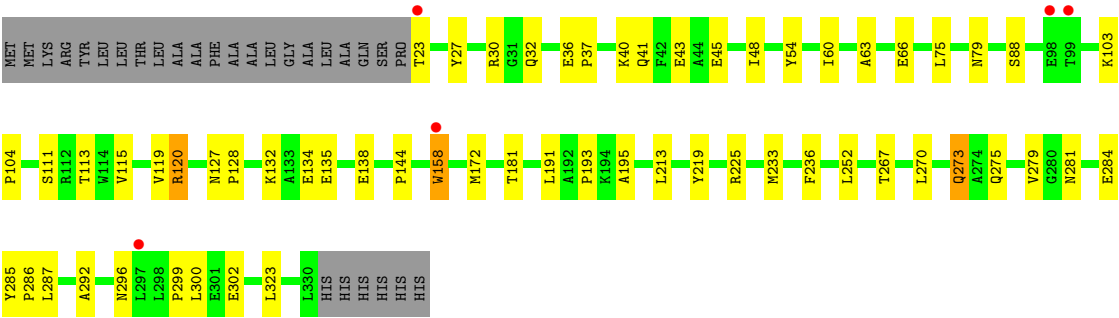 MET MET LYS ARG TYR LEU LEU THR LEU ALA ALA PHE ALA ALA ALA LEU GLY ALA LEU ALA GLN SER PRO T23 Y27 R30 G31 Q32 E36 P37 K40 Q41 F42 E43 A44 E45 I48 Y54 I60 A63 E66 L75 N79 S88 E98 T99 K103
P104 S111 R112 T113 W114 V115 V119 R120 N127 P128 K132 A133 E134 E135 E138 P144 W158 M172 T181 L191 A192 P193 K194 A195 L213 Y219 R225 M233 F236 L252 T267 L270 Q273 A274 Q275 V279 G280 N281 E284
Y285 P286 L287 A292 N296 L297 L298 P299 L300 E301 E302 L323 L330 HIS HIS HIS HIS HIS HIS